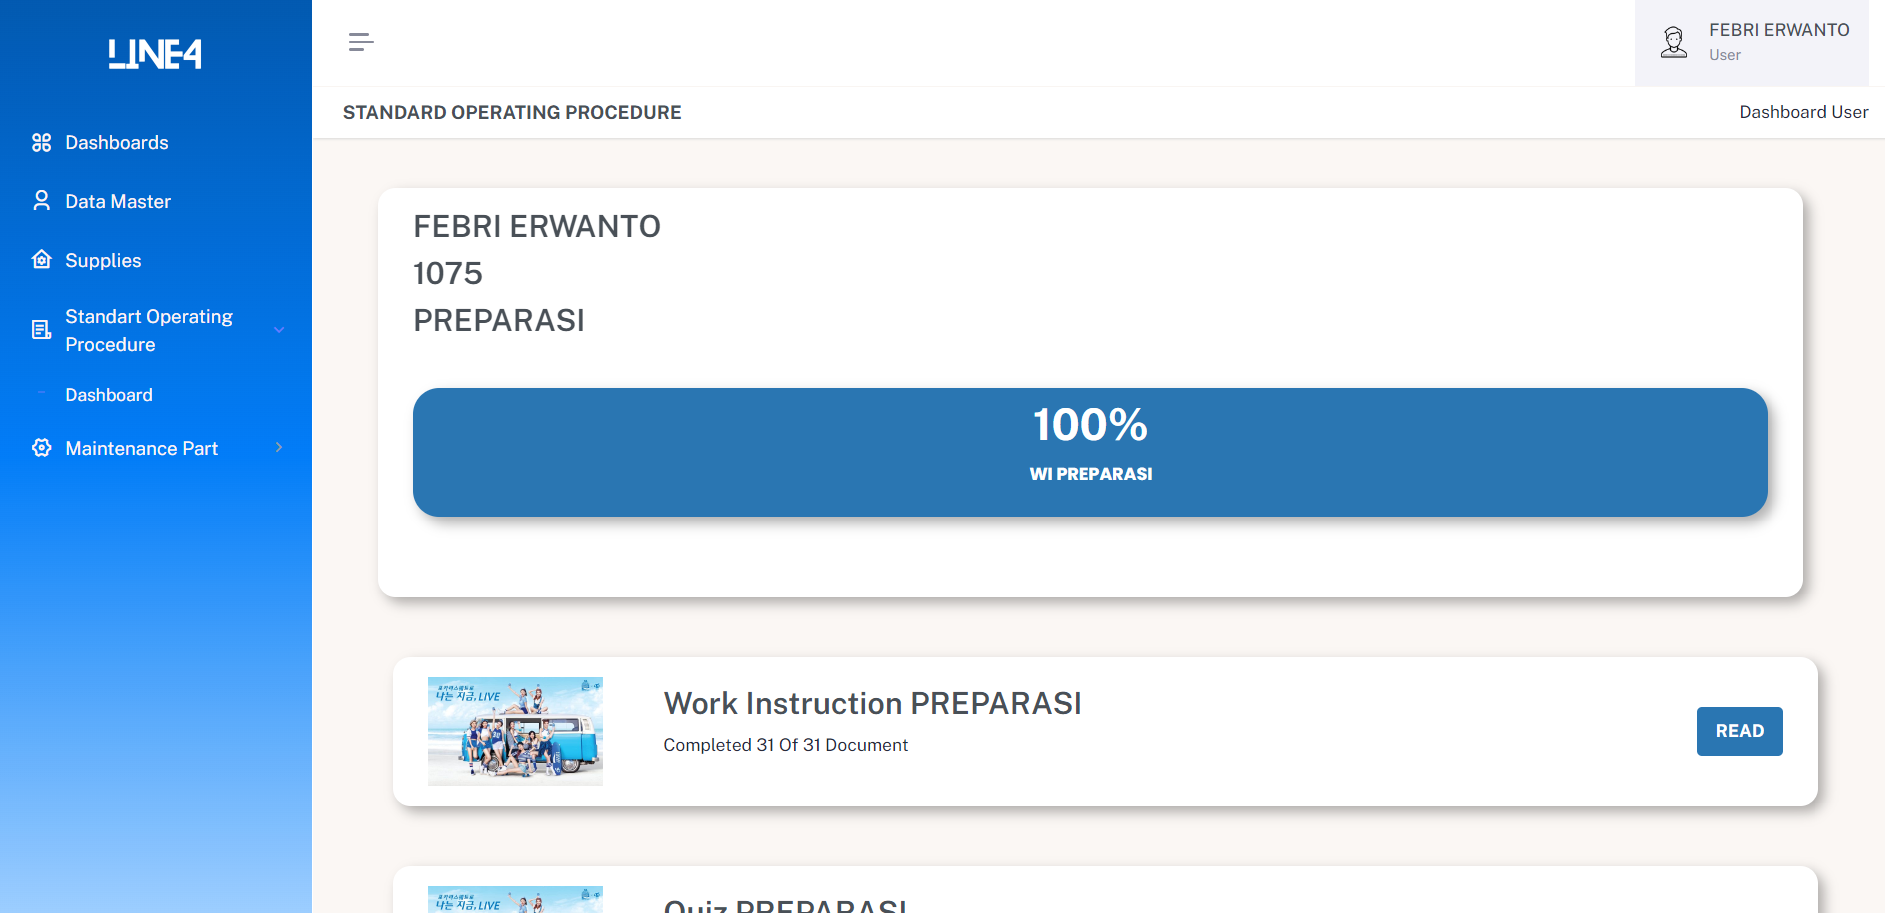 LINE4
FEBRI ERWANTO
User
STANDARD OPERATING PROCEDURE
Dashboard User
Dashboards
Data Master
Supplies
Standart Operating
Procedure
Dashboard
Maintenance Part
FEBRI ERWANTO
1075
PREPARASI
100%
WI PREPARASI
나는 지금, LIVE
Work Instruction PREPARASI
Completed 31 Of 31 Document
READ
나는 지금, LIVE
Quiz PREPARASI